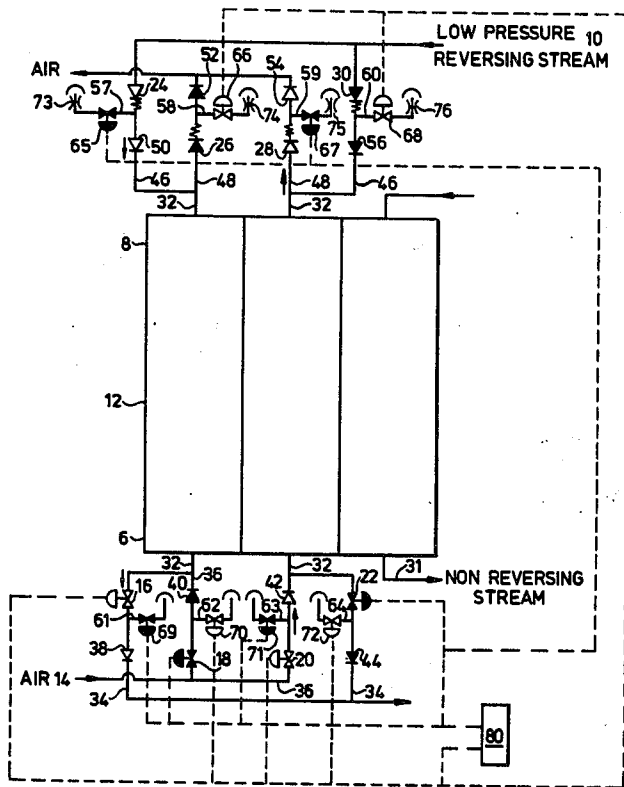 LOW PRESSURE 10
REVERSING STREAM
AIR
52 66 54
73 57 24 58 74 59 30 60 76
75
65 50 26 28 67 56 68
46 48 48 46
32 32
8
12
6
32 36 32 31
NON REVERSING
STREAM
16 40 42 22
61 62 63 64
69 70 71 72
38 18 20 44
AIR 14
34 36 34
80